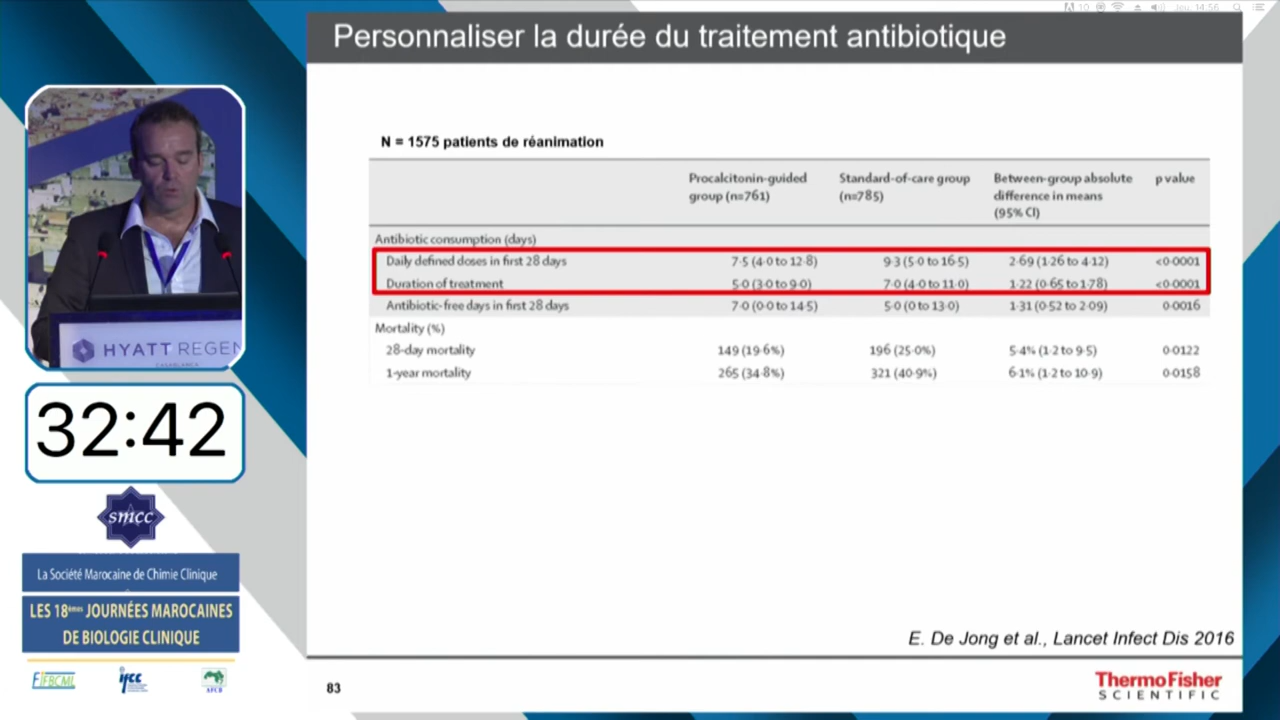 10 Jeu. 14:56
Personnaliser la durée du traitement antibiotique
N = 1575 patients de réanimation
Procalcitonin-guided group (n=761) Standard-of-care group (n=785) Between-group absolute difference in means (95% CI) p value
Antibiotic consumption (days)
Daily defined doses in first 28 days 7·5 (4·0 to 12·8) 9·3 (5·0 to 16·5) 2·69 (1·26 to 4·12) <0·0001
Duration of treatment 5·0 (3·0 to 9·0) 7·0 (4·0 to 11·0) 1·22 (0·65 to 1·78) <0·0001
Antibiotic-free days in first 28 days 7·0 (0·0 to 14·5) 5·0 (0 to 13·0) 1·31 (0·52 to 2·09) 0·0016
Mortality (%)
28-day mortality 149 (19·6%) 196 (25·0%) 5·4% (1·2 to 9·5) 0·0122
1-year mortality 265 (34·8%) 321 (40·9%) 6·1% (1·2 to 10·9) 0·0158
E. De Jong et al., Lancet Infect Dis 2016
83
ThermoFisher
SCIENTIFIC
HYATT REGEN
CASABLANCA
32:42
smcc
La Société Marocaine de Chimie Clinique
LES 18èmes JOURNÉES MAROCAINES
DE BIOLOGIE CLINIQUE
FIFBCML
ifcc
AFCB